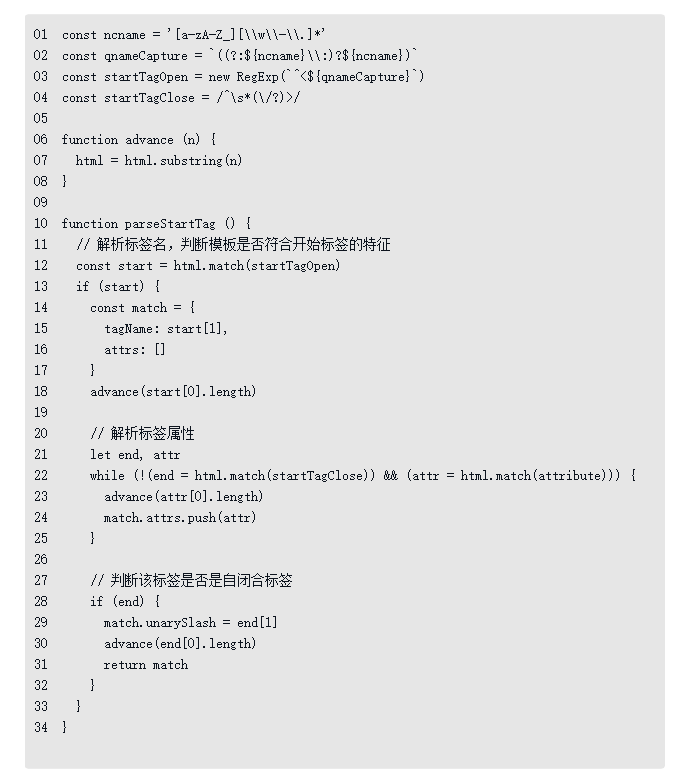 01 const ncname = '[a-zA-Z_][\\w\\-\\.]*'
02 const qnameCapture = `((?:${ncname}\\:)?${ncname})`
03 const startTagOpen = new RegExp(`^<${qnameCapture}`)
04 const startTagClose = /^\s*(\/?)>/
05
06 function advance (n) {
07   html = html.substring(n)
08 }
09
10 function parseStartTag () {
11   // 解析标签名，判断模板是否符合开始标签的特征
12   const start = html.match(startTagOpen)
13   if (start) {
14     const match = {
15       tagName: start[1],
16       attrs: []
17     }
18     advance(start[0].length)
19
20     // 解析标签属性
21     let end, attr
22     while (!(end = html.match(startTagClose)) && (attr = html.match(attribute))) {
23       advance(attr[0].length)
24       match.attrs.push(attr)
25     }
26
27     // 判断该标签是否是自闭合标签
28     if (end) {
29       match.unarySlash = end[1]
30       advance(end[0].length)
31       return match
32     }
33   }
34 }